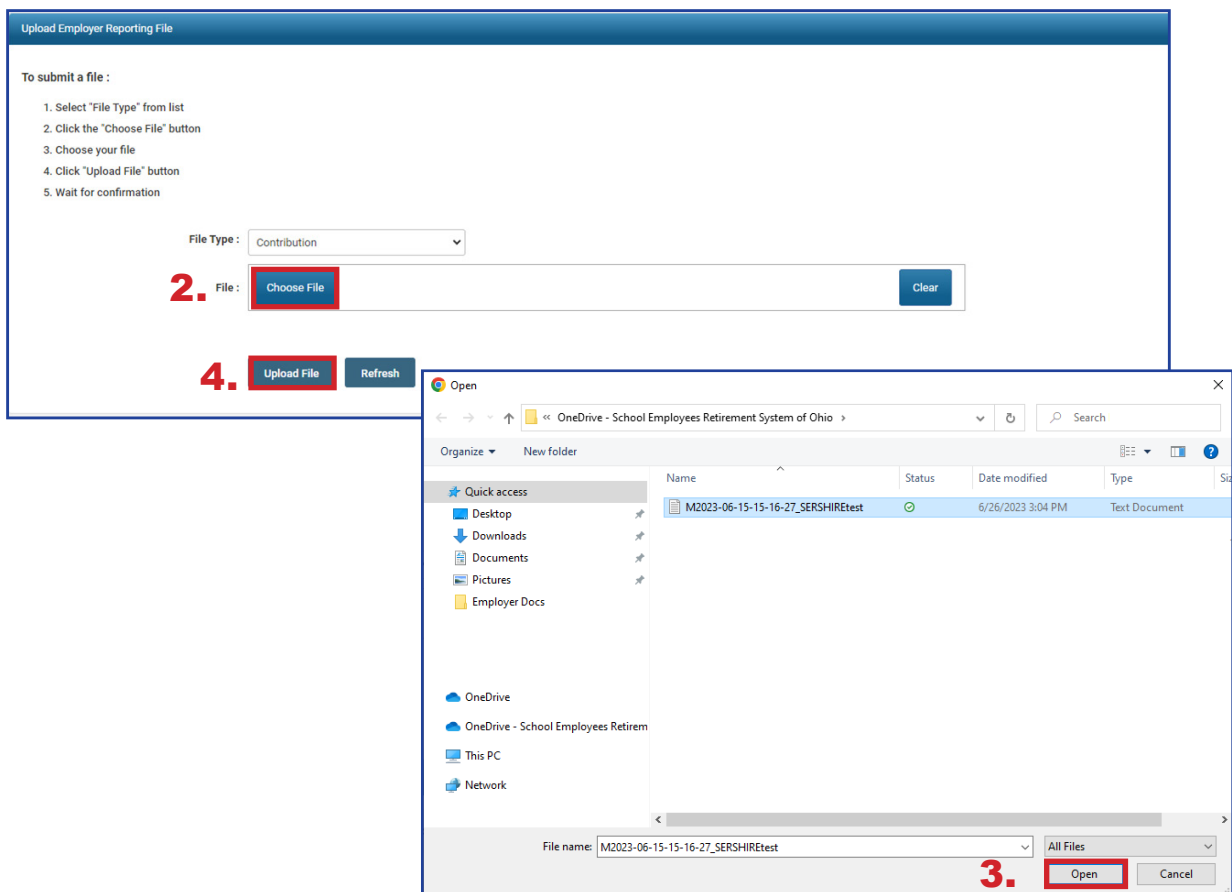 Upload Employer Reporting File
To submit a file :
1. Select "File Type" from list
2. Click the "Choose File" button
3. Choose your file
4. Click "Upload File" button
5. Wait for confirmation
File Type : Contribution
2. File : Choose File Clear
4. Upload File Refresh
Open
« OneDrive - School Employees Retirement System of Ohio › Search
Organize New folder
Name Status Date modified Type Siz
Quick access
M2023-06-15-15-16-27_SERSHIREtest 6/26/2023 3:04 PM Text Document
Desktop
Downloads
Documents
Pictures
Employer Docs
OneDrive
OneDrive - School Employees Retirem
This PC
Network
File name: M2023-06-15-15-16-27_SERSHIREtest All Files
3. Open Cancel